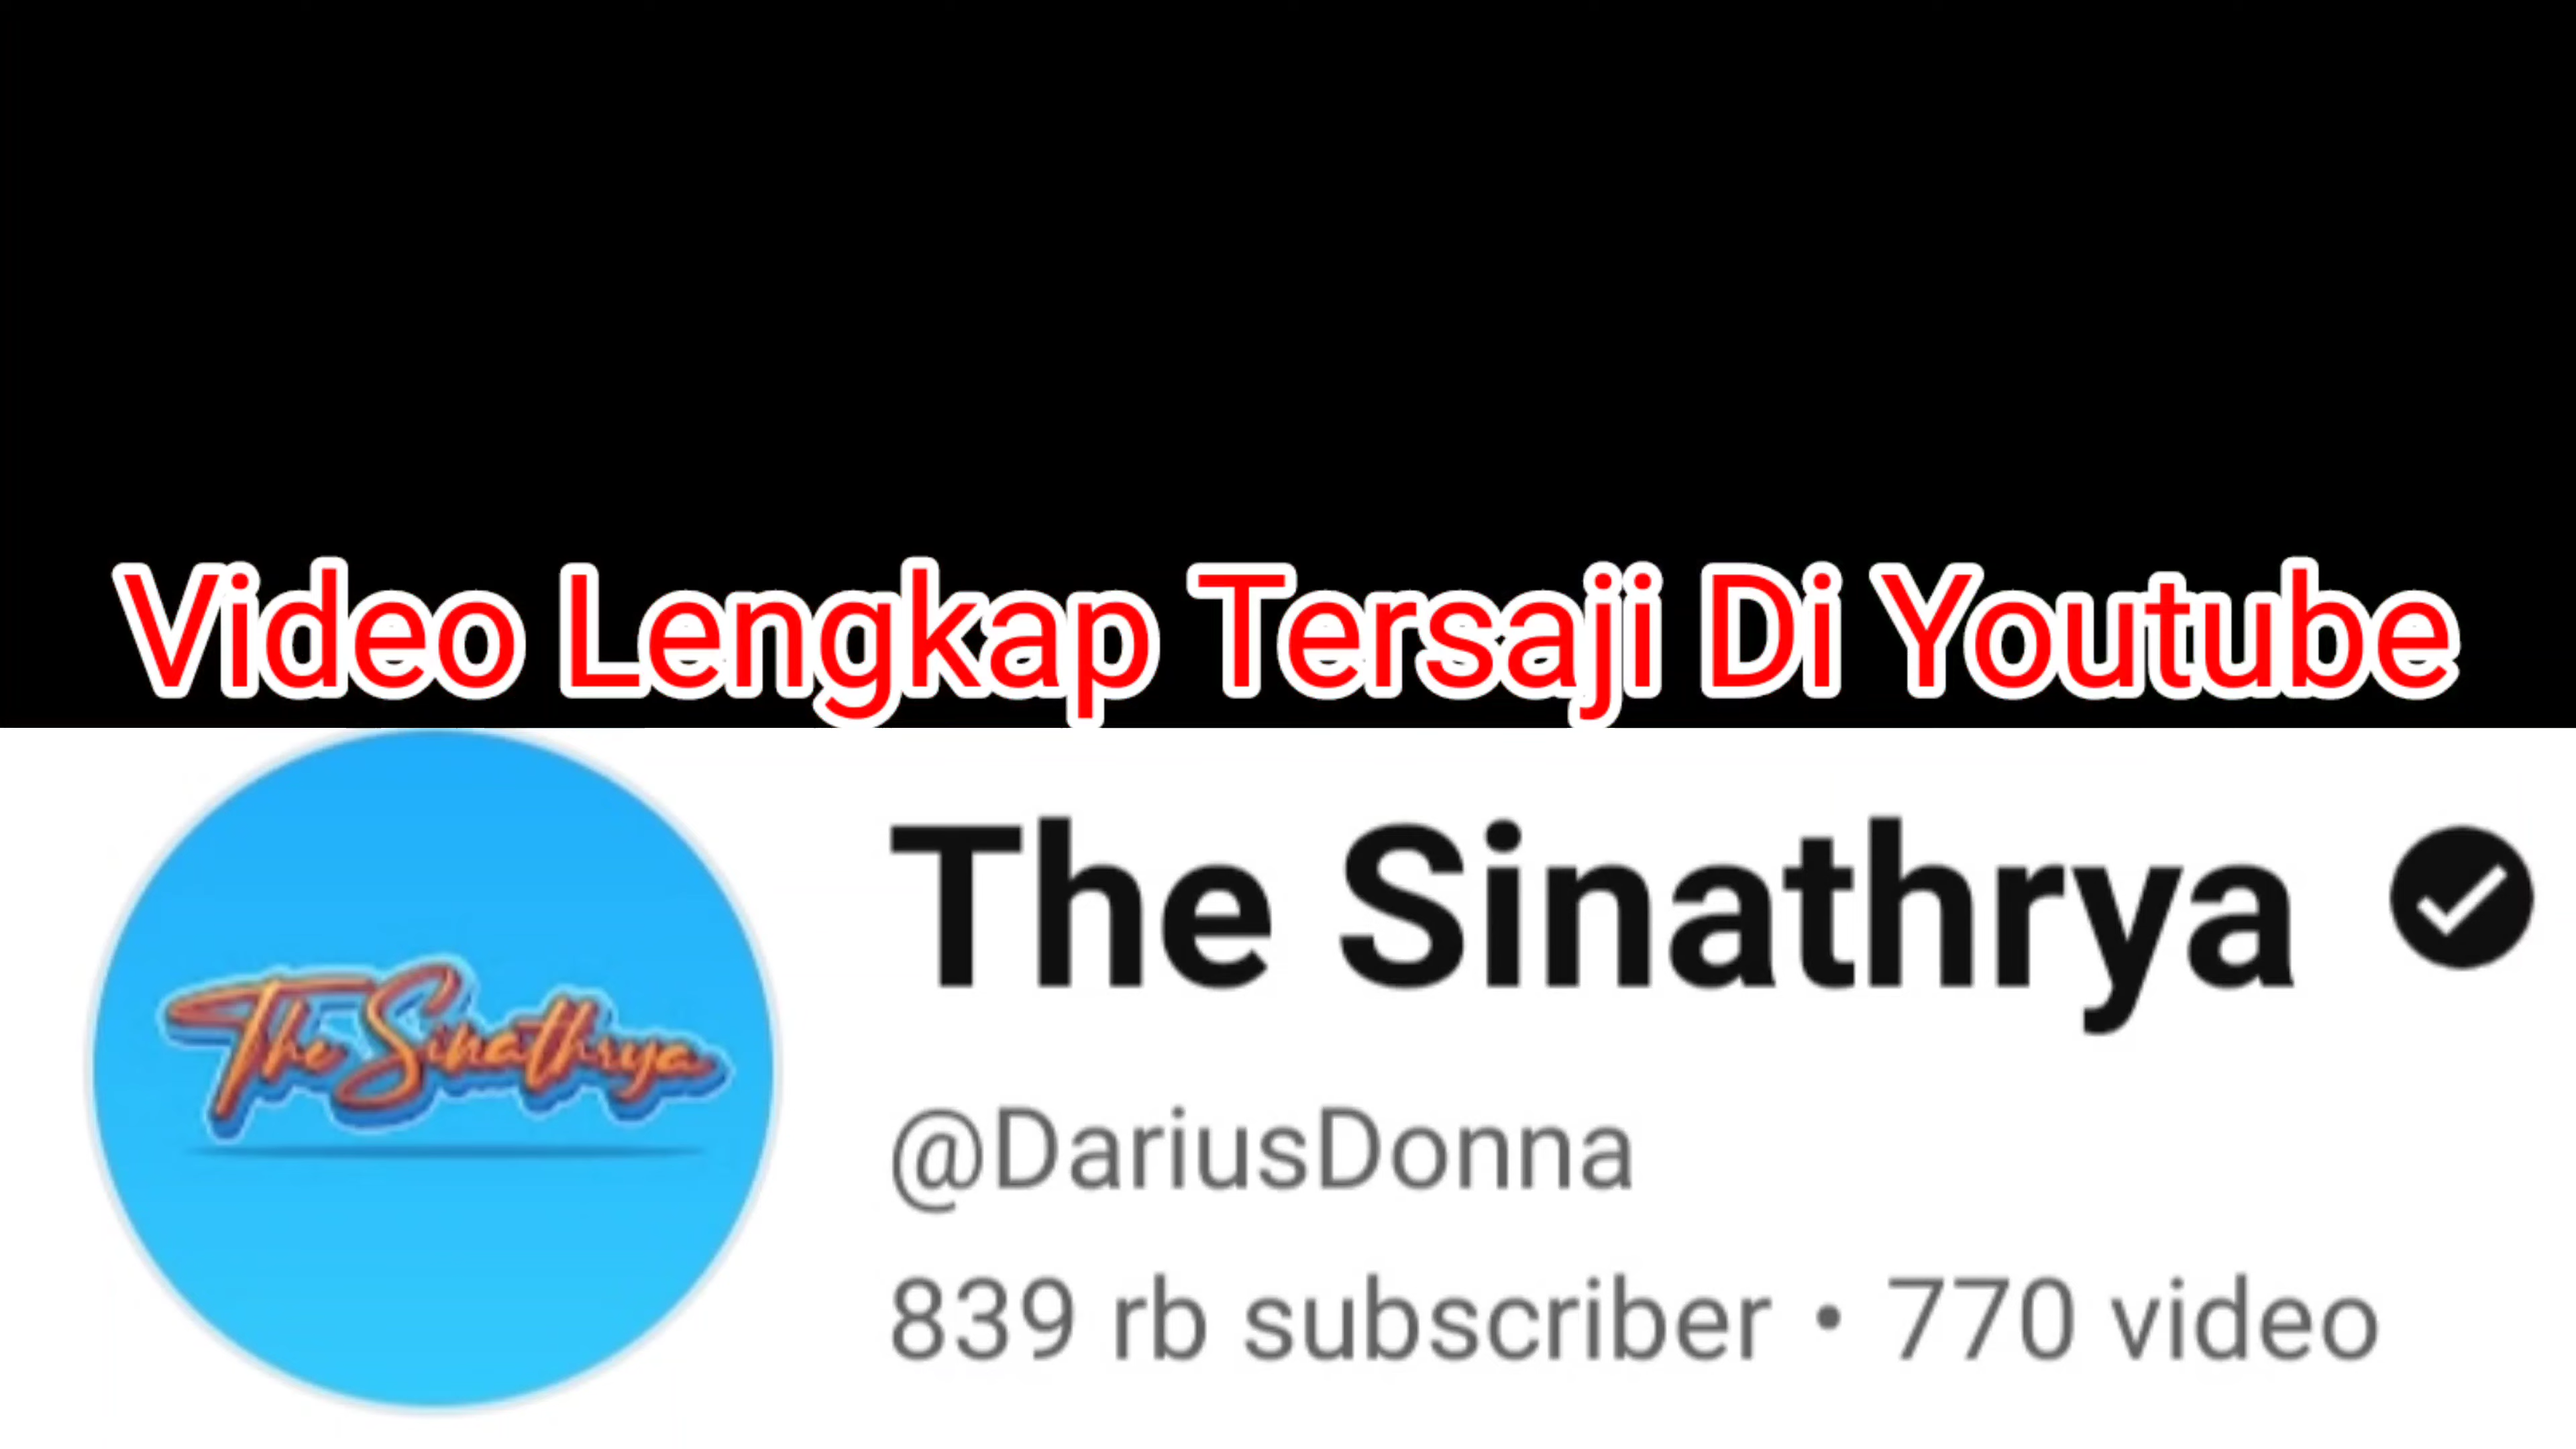 Video Lengkap Tersaji Di Youtube
The Sinathrya
The Sinathrya
@DariusDonna
839 rb subscriber • 770 video